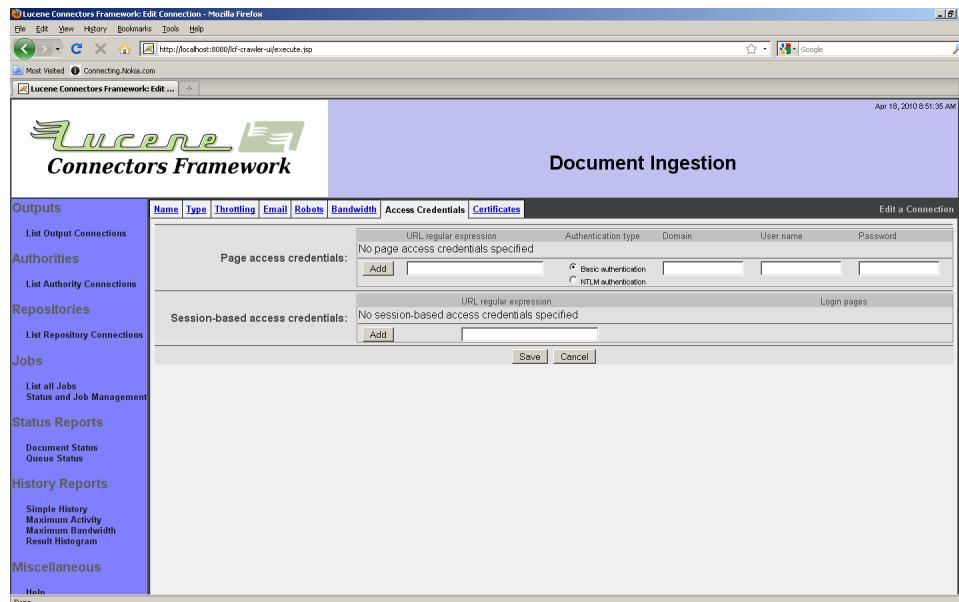 Lucene Connectors Framework: Edit Connection - Mozilla Firefox
File Edit View History Bookmarks Tools Help
http://localhost:8080/lcf-crawler-ui/execute.jsp
Google
Most Visited Connecting.Nokia.com
Lucene Connectors Framework: Edit ...
Apr 18, 2010 8:51:35 AM
Lucene
Connectors Framework
Document Ingestion
Name Type Throttling Email Robots Bandwidth Access Credentials Certificates Edit a Connection
Outputs
List Output Connections
Authorities
List Authority Connections
Repositories
List Repository Connections
Jobs
List all Jobs
Status and Job Management
Status Reports
Document Status
Queue Status
History Reports
Simple History
Maximum Activity
Maximum Bandwidth
Result Histogram
Miscellaneous
Help
Page access credentials:
URL regular expression Authentication type Domain User name Password
No page access credentials specified
Add Basic authentication
NTLM authentication
Session-based access credentials:
URL regular expression Login pages
No session-based access credentials specified
Add
Save Cancel